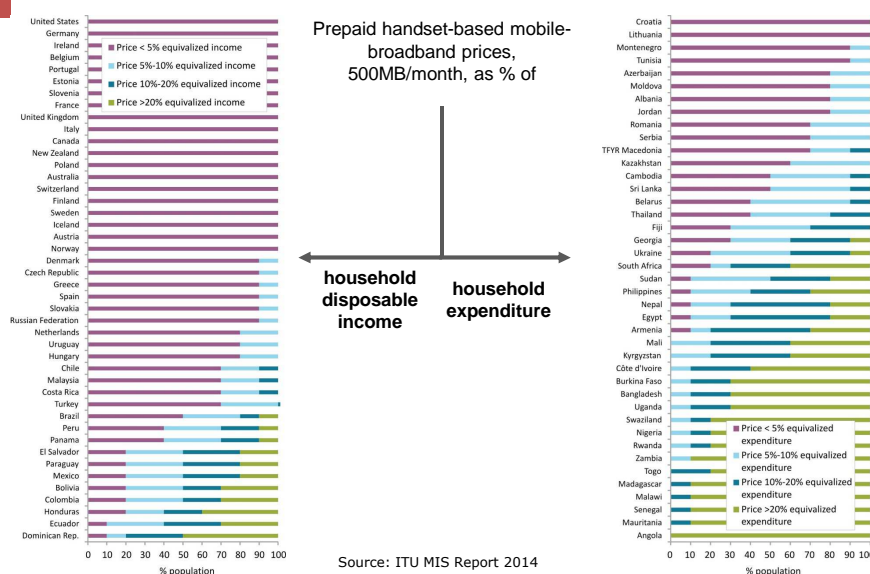 Prepaid handset-based mobile-
broadband prices,
500MB/month, as % of
household
disposable
income
household
expenditure
United States
Germany
Ireland
Belgium
Portugal
Estonia
Slovenia
France
United Kingdom
Italy
Canada
New Zealand
Poland
Australia
Switzerland
Finland
Sweden
Iceland
Austria
Norway
Denmark
Czech Republic
Greece
Spain
Slovakia
Russian Federation
Netherlands
Uruguay
Hungary
Chile
Malaysia
Costa Rica
Turkey
Brazil
Peru
Panama
El Salvador
Paraguay
Mexico
Bolivia
Colombia
Honduras
Ecuador
Dominican Rep.
Price < 5% equivalized income
Price 5%-10% equivalized income
Price 10%-20% equivalized income
Price >20% equivalized income
0 10 20 30 40 50 60 70 80 90 100
% population
Croatia
Lithuania
Montenegro
Tunisia
Azerbaijan
Moldova
Albania
Jordan
Romania
Serbia
TFYR Macedonia
Kazakhstan
Cambodia
Sri Lanka
Belarus
Thailand
Fiji
Georgia
Ukraine
South Africa
Sudan
Philippines
Nepal
Egypt
Armenia
Mali
Kyrgyzstan
Côte d'Ivoire
Burkina Faso
Bangladesh
Uganda
Swaziland
Nigeria
Rwanda
Zambia
Togo
Madagascar
Malawi
Senegal
Mauritania
Angola
Price < 5% equivalized
expenditure
Price 5%-10% equivalized
expenditure
Price 10%-20% equivalized
expenditure
Price >20% equivalized
expenditure
0 10 20 30 40 50 60 70 80 90 100
% population
Source: ITU MIS Report 2014